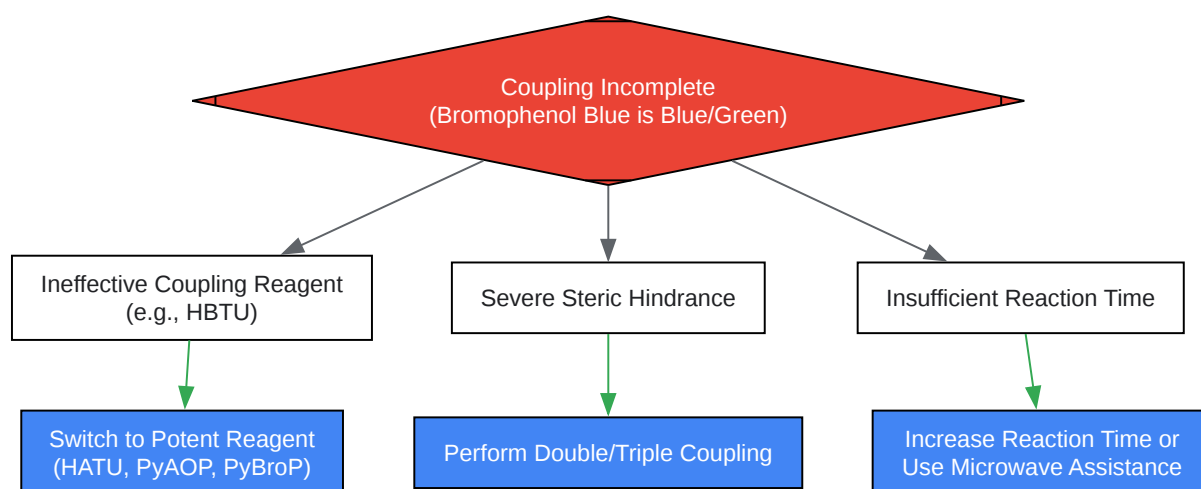 Coupling Incomplete
(Bromophenol Blue is Blue/Green)
Ineffective Coupling Reagent
(e.g., HBTU)
Severe Steric Hindrance
Insufficient Reaction Time
Switch to Potent Reagent
(HATU, PyAOP, PyBroP)
Perform Double/Triple Coupling
Increase Reaction Time or
Use Microwave Assistance